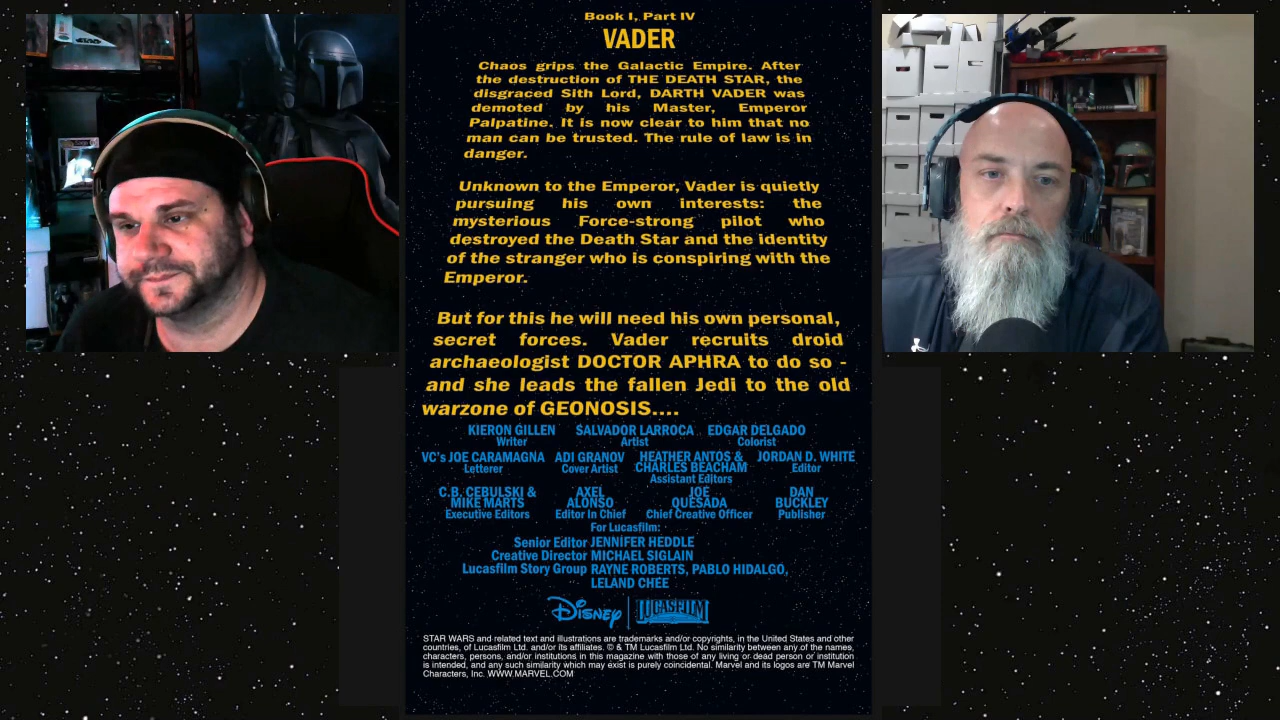 Book I, Part IV
VADER
Chaos grips the Galactic Empire. After
the destruction of THE DEATH STAR, the
disgraced Sith Lord, DARTH VADER was
demoted by his Master, Emperor
Palpatine. It is now clear to him that no
man can be trusted. The rule of law is in
danger.
Unknown to the Emperor, Vader is quietly
pursuing his own interests: the
mysterious Force-strong pilot who
destroyed the Death Star and the identity
of the stranger who is conspiring with the
Emperor.
But for this he will need his own personal,
secret forces. Vader recruits droid
archaeologist DOCTOR APHRA to do so -
and she leads the fallen Jedi to the old
warzone of GEONOSIS....
KIERON GILLEN SALVADOR LARROCA EDGAR DELGADO
Writer Artist Colorist
VC's JOE CARAMAGNA ADI GRANOV HEATHER ANTOS & JORDAN D. WHITE
CHARLES BEACHAM
Letterer Cover Artist Assistant Editors Editor
C.B. CEBULSKI & AXEL JOE DAN
MIKE MARTS ALONSO QUESADA BUCKLEY
Executive Editors Editor In Chief Chief Creative Officer Publisher
For Lucasfilm:
Senior Editor JENNIFER HEDDLE
Creative Director MICHAEL SIGLAIN
Lucasfilm Story Group RAYNE ROBERTS, PABLO HIDALGO,
LELAND CHEE
Disney LUCASFILM
STAR WARS and related text and illustrations are trademarks and/or copyrights, in the United States and other
countries, of Lucasfilm Ltd. and/or its affiliates. © & TM Lucasfilm Ltd. No similarity between any of the names,
characters, persons, and/or institutions in this magazine with those of any living or dead person or institution
is intended, and any such similarity which may exist is purely coincidental. Marvel and its logos are TM Marvel
Characters, Inc. WWW.MARVEL.COM